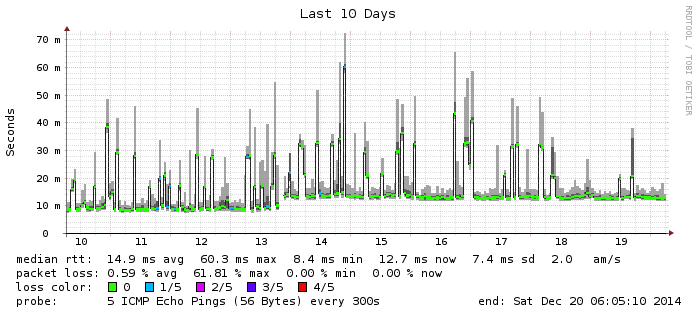 Last 10 Days
RRDTOOL / TOBI OETIKER
Seconds
70 m
60 m
50 m
40 m
30 m
20 m
10 m
0
10 11 12 13 14 15 16 17 18 19
median rtt: 14.9 ms avg 60.3 ms max 8.4 ms min 12.7 ms now 7.4 ms sd 2.0 am/s
packet loss: 0.59 % avg 61.81 % max 0.00 % min 0.00 % now
loss color: 0 1/5 2/5 3/5 4/5
probe: 5 ICMP Echo Pings (56 Bytes) every 300s end: Sat Dec 20 06:05:10 2014